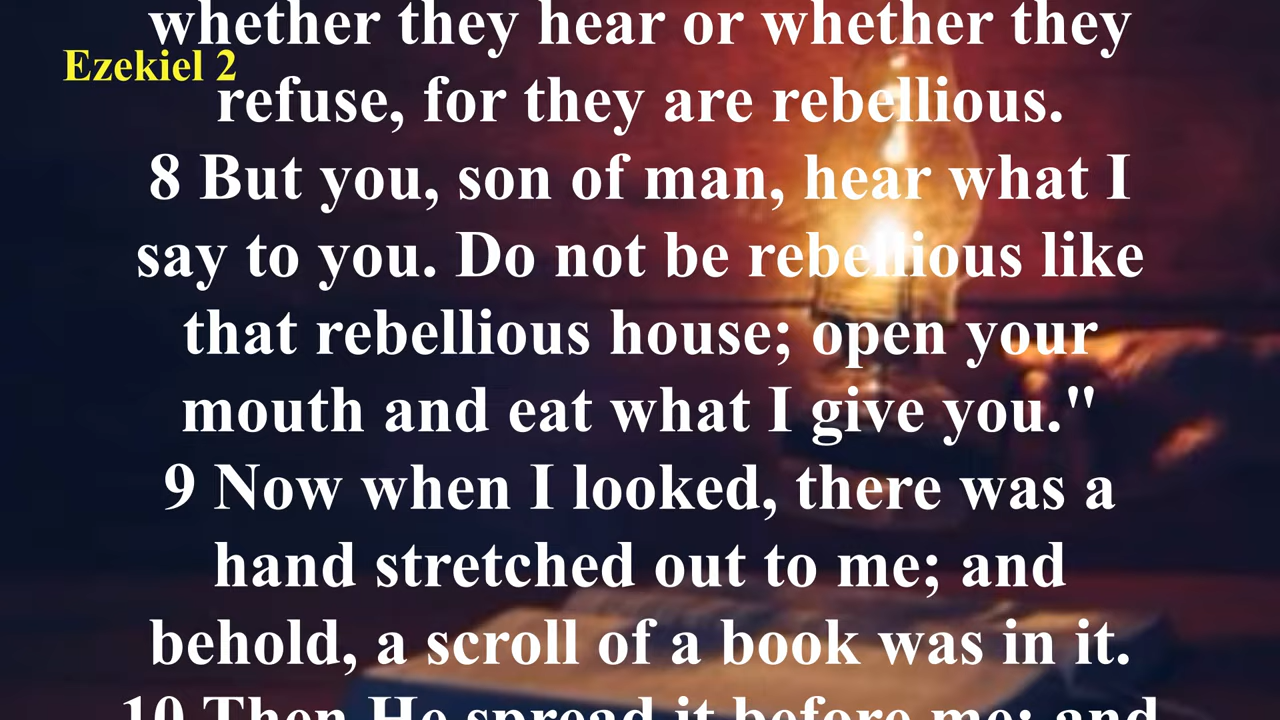 whether they hear or whether they
Ezekiel 2
refuse, for they are rebellious.
8 But you, son of man, hear what I
say to you. Do not be rebellious like
that rebellious house; open your
mouth and eat what I give you."
9 Now when I looked, there was a
hand stretched out to me; and
behold, a scroll of a book was in it.
10 Then He spread it before me; and